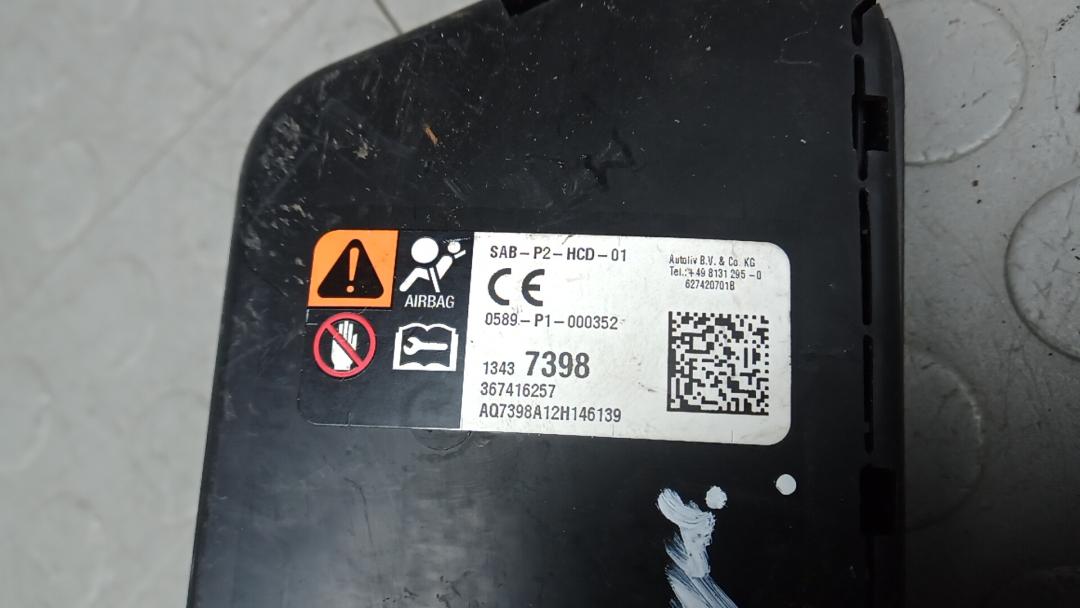 AIRBAG
SAB-P2-HCD-01
CE
0589-P1-000352
1343 7398
367416257
AQ7398A12H146139
Autoliv B.V. & Co. KG
Tel.:+49 8131 295-0
627420701B